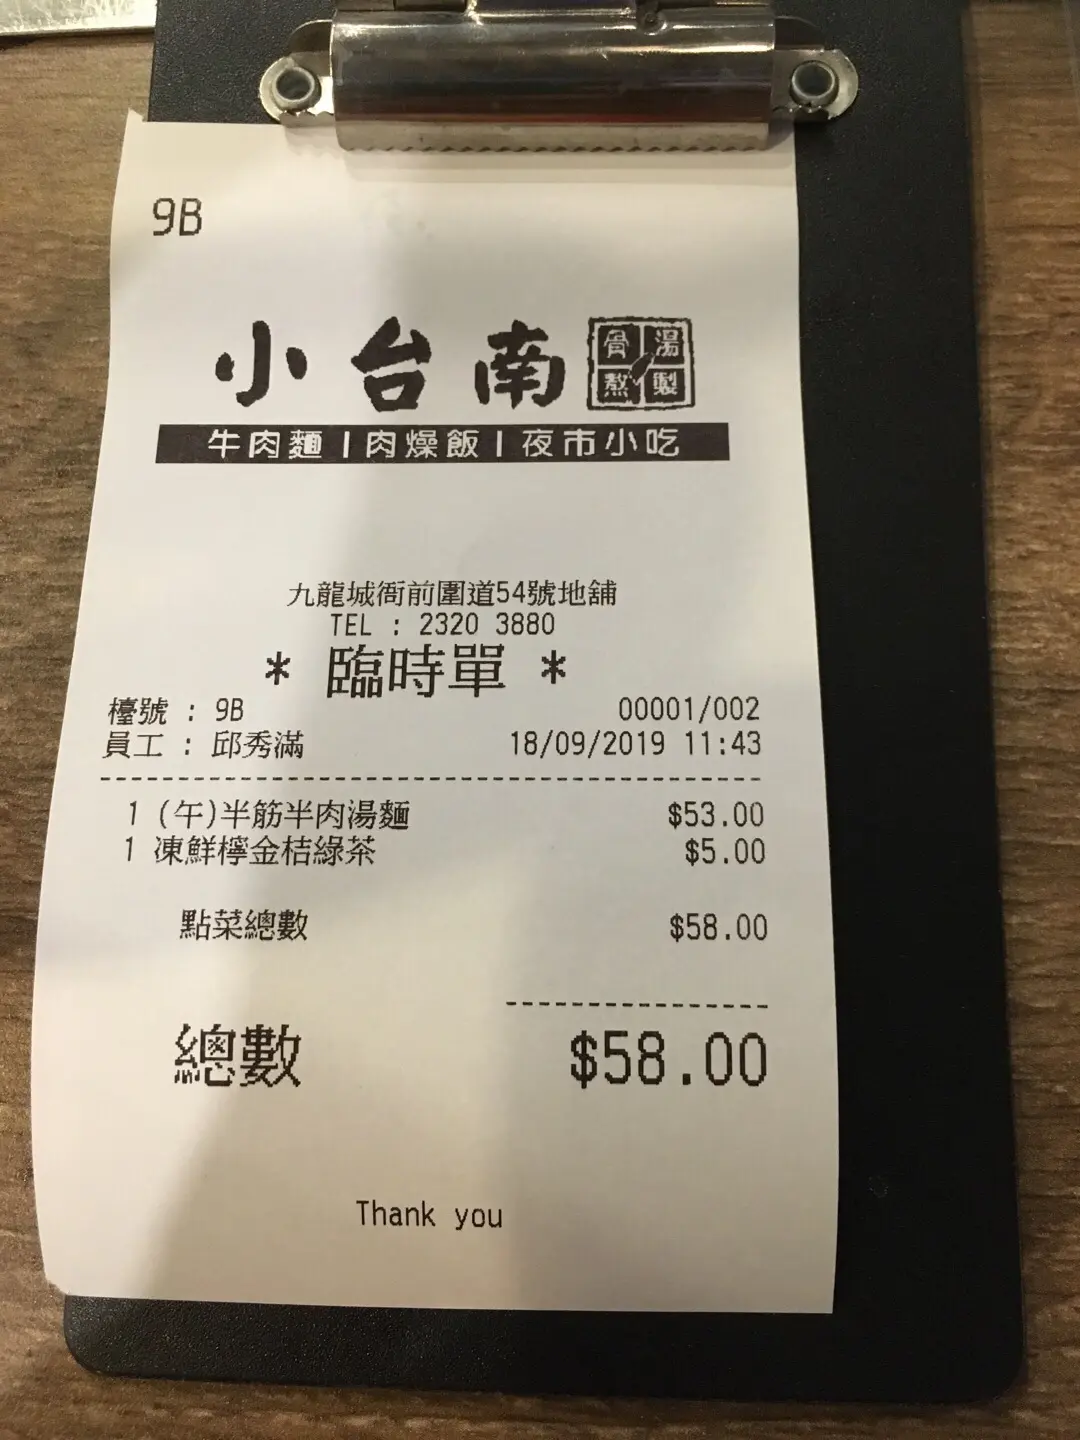 9B
小台南 骨湯熬製
牛肉麵 | 肉燥飯 | 夜市小吃
九龍城衙前圍道54號地舖
TEL : 2320 3880
* 臨時單 *
檯號 : 9B 00001/002
員工 : 邱秀滿 18/09/2019 11:43
1 (午)半筋半肉湯麵 $53.00
1 凍鮮檸金桔綠茶 $5.00
點菜總數 $58.00
總數 $58.00
Thank you